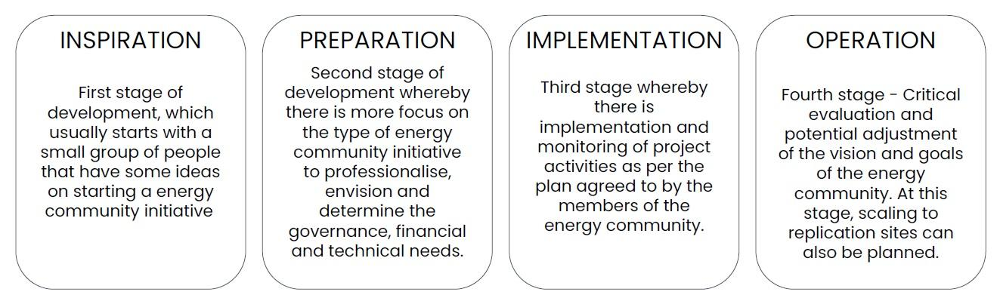 INSPIRATION
First stage of
development, which
usually starts with a
small group of people
that have some ideas
on starting a energy
community initiative
PREPARATION
Second stage of
development whereby
there is more focus on
the type of energy
community initiative
to professionalise,
envision and
determine the
governance, financial
and technical needs.
IMPLEMENTATION
Third stage whereby
there is
implementation and
monitoring of project
activities as per the
plan agreed to by the
members of the
energy community.
OPERATION
Fourth stage - Critical
evaluation and
potential adjustment
of the vision and goals
of the energy
community. At this
stage, scaling to
replication sites can
also be planned.